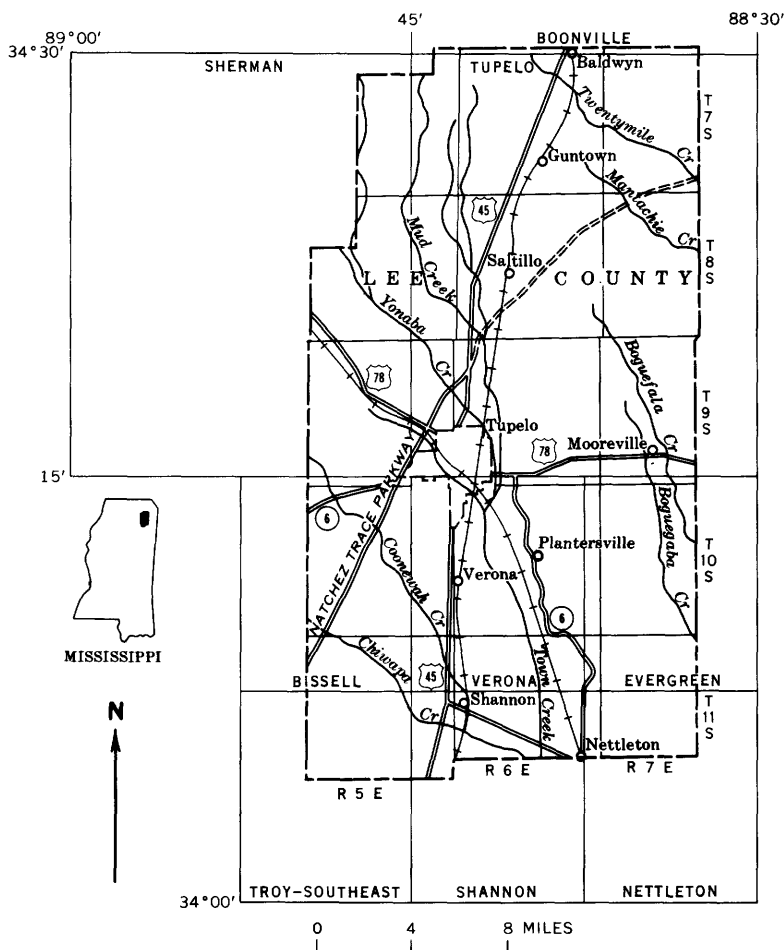 89°00'
45'
88°30'
34°30'
SHERMAN
TUPELO
BOONVILLE
Baldwyn
Twentymile Cr
T 7 S
Guntown
Mantachie Cr
45
Mud Creek
Saltillo
T 8 S
LEE COUNTY
Yonaba Cr
78
Boguefala Cr
T 9 S
Tupelo
78
Mooreville
15'
NATCHEZ TRACE PARKWAY
6
Coonewah Cr
Plantersville
Boguegaba Cr
T 10 S
Verona
6
MISSISSIPPI
Chiwapa Cr
BISSELL
45
VERONA
EVERGREEN
Town Creek
Shannon
T 11 S
N
Nettleton
R 5 E
R 6 E
R 7 E
34°00'
TROY-SOUTHEAST
SHANNON
NETTLETON
0 4 8 MILES